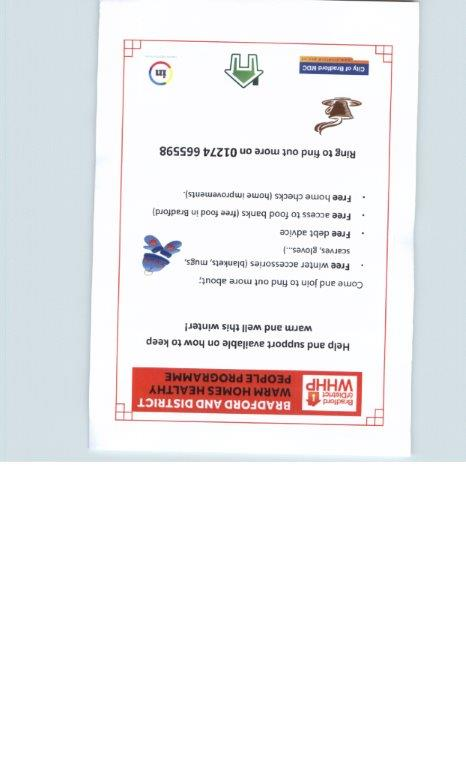 Bradford
&District
WHHP
BRADFORD AND DISTRICT
WARM HOMES HEALTHY
PEOPLE PROGRAMME
Help and support available on how to keep
warm and well this winter!
Come and join to find out more about;
• Free winter accessories (blankets, mugs,
scarves, gloves...)
• Free debt advice
• Free access to food banks (free food in Bradford)
• Free home checks (home improvements).
Ring to find out more on 01274 665598
City of Bradford MDC
in